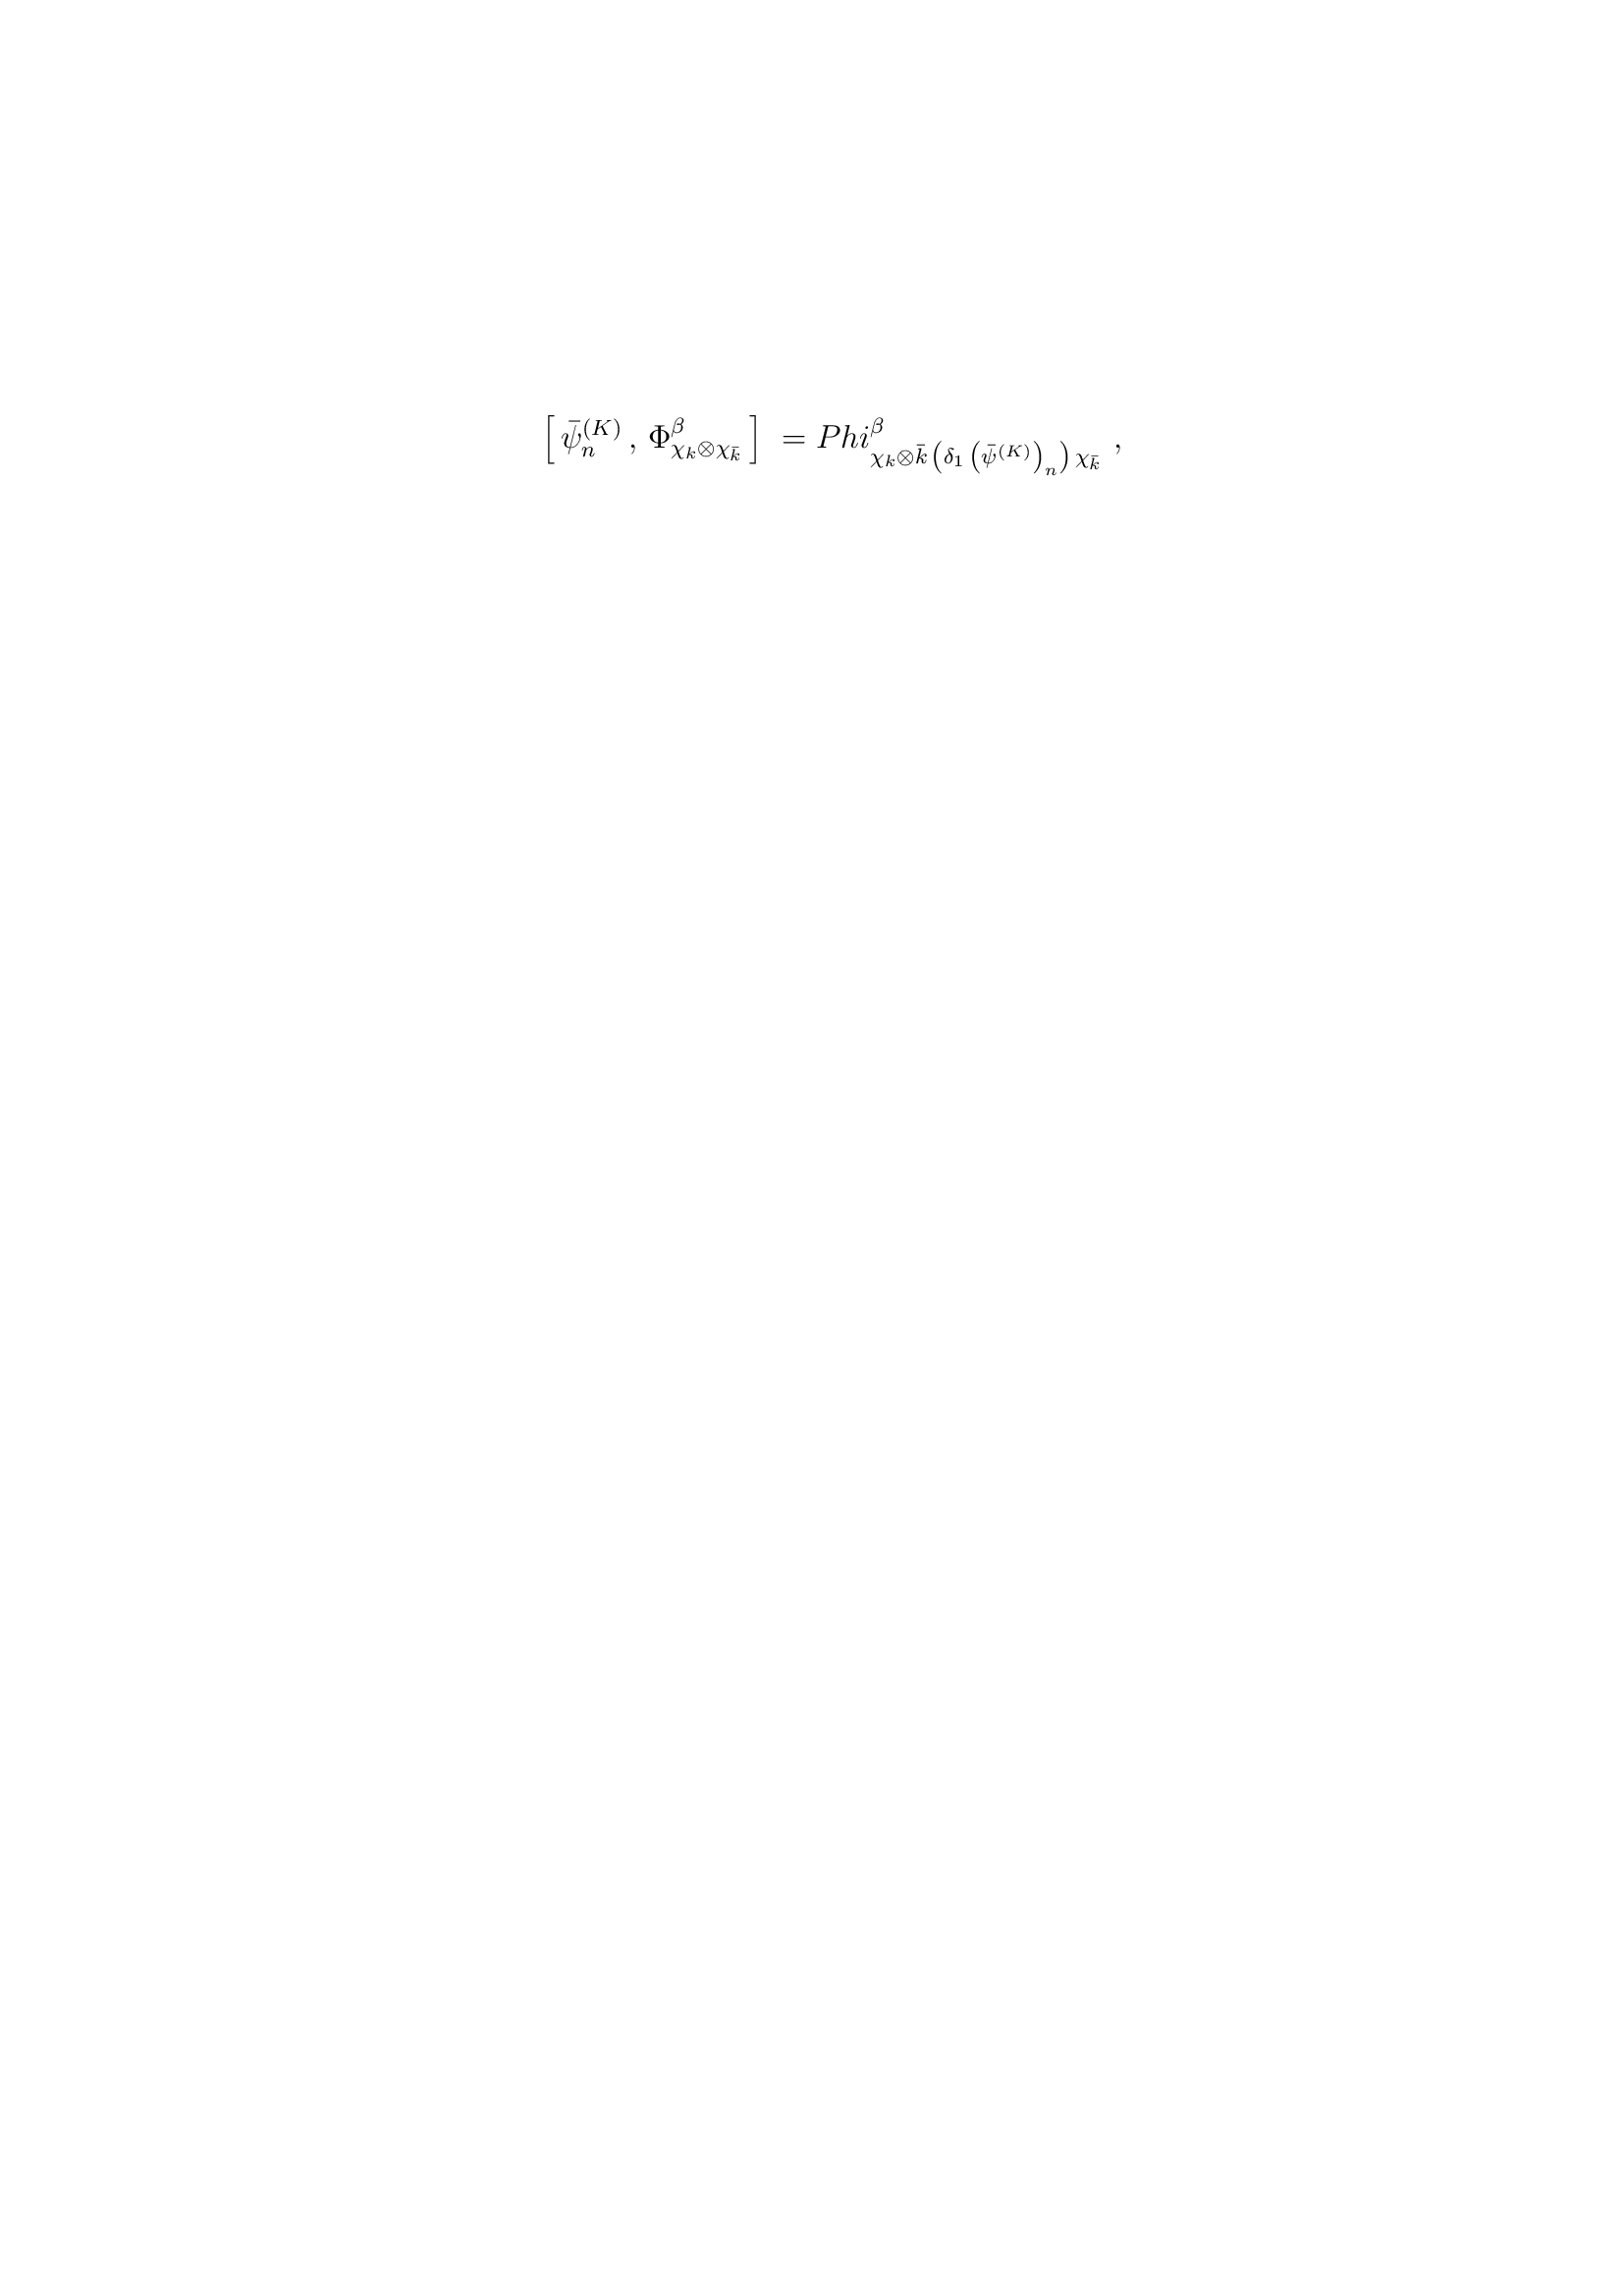 \left[ \, \bar{\psi}_n^{(K)} \, , \, \Phi^{\beta}_{\chi_k \otimes \chi_{\bar{k}}} \, \right] \; = Phi^{\beta}_{\chi_k \otimes \bar{k} \left( \delta_1 \left( \bar{\psi}^{(K)} \right)_n \right) \chi_{\bar{k}}} \; ,